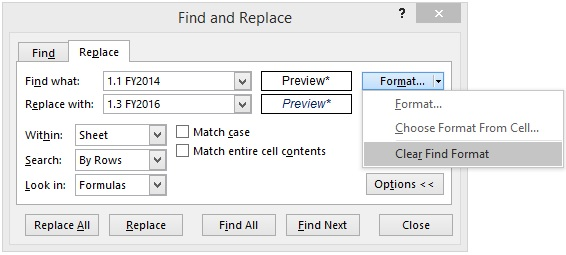 Find and Replace
? ×
Find
Replace
Find what: 1.1 FY2014 Preview* Format...
Replace with: 1.3 FY2016 Preview*
Format...
Choose Format From Cell...
Clear Find Format
Within: Sheet
Match case
Search: By Rows
Match entire cell contents
Look in: Formulas
Options <<
Replace All
Replace
Find All
Find Next
Close